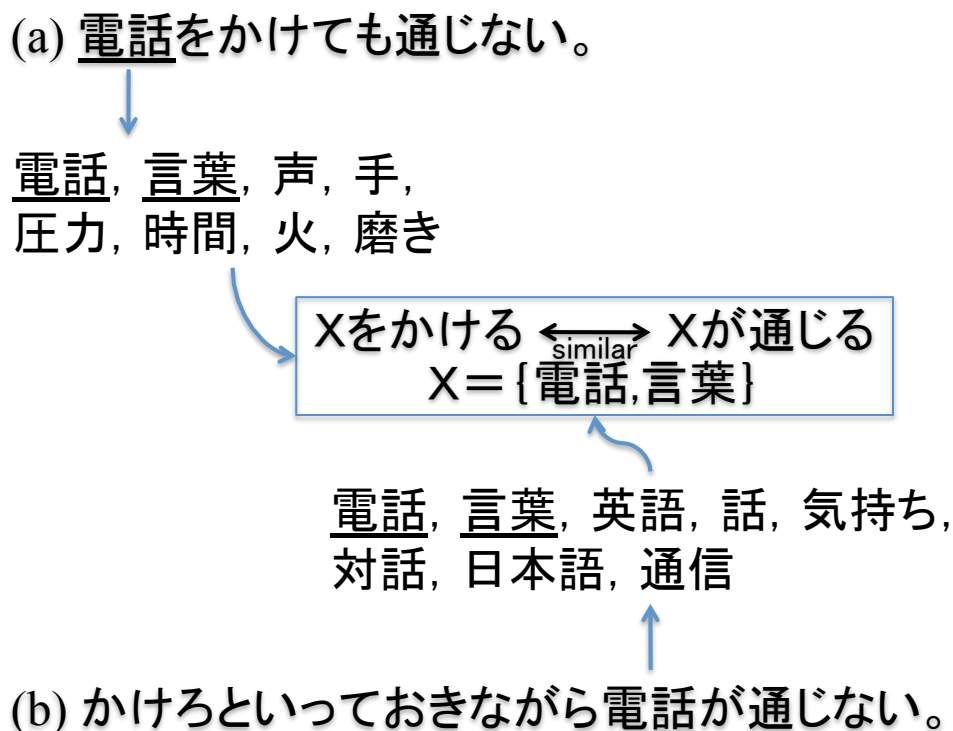 (a) 電話をかけても通じない。
電話, 言葉, 声, 手,
圧力, 時間, 火, 磨き
Xをかける similar Xが通じる
X＝{電話,言葉}
電話, 言葉, 英語, 話, 気持ち,
対話, 日本語, 通信
(b) かけろといっておきながら電話が通じない。